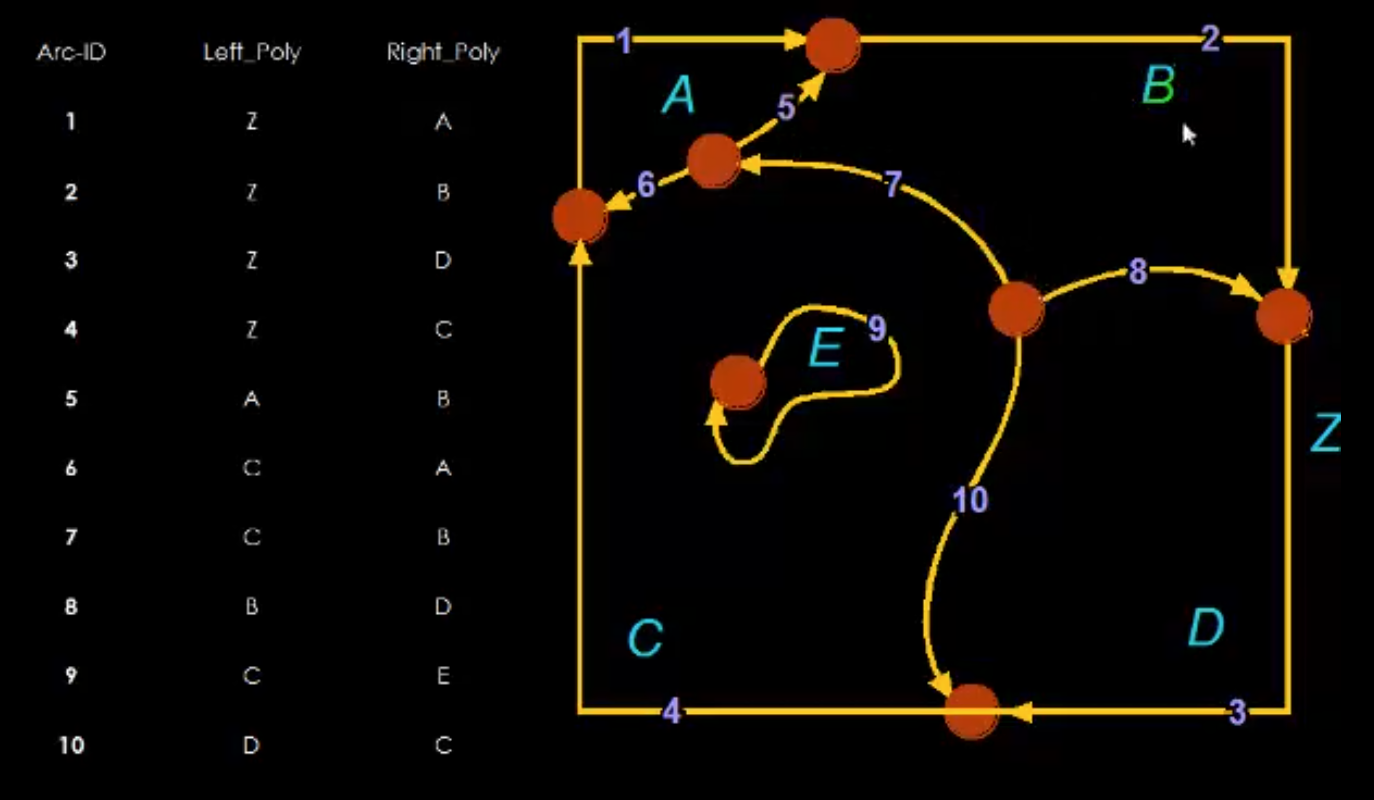 Arc-ID Left_Poly Right_Poly
1 Z A
2 Z B
3 Z D
4 Z C
5 A B
6 C A
7 C B
8 B D
9 C E
10 D C
1 2
A B
5
6 7
8
9
E
Z
10
C D
4 3